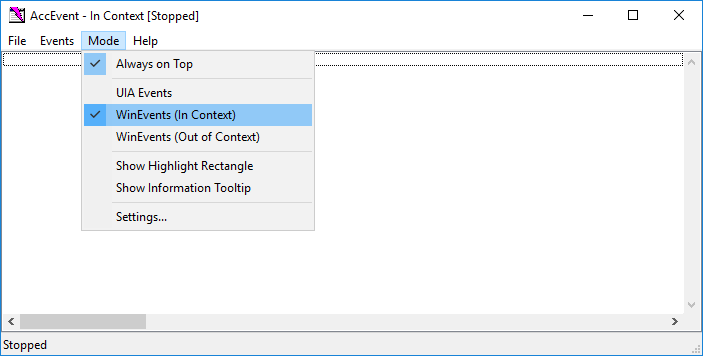 AccEvent - In Context [Stopped]
File Events Mode Help
Always on Top
UIA Events
WinEvents (In Context)
WinEvents (Out of Context)
Show Highlight Rectangle
Show Information Tooltip
Settings...
Stopped